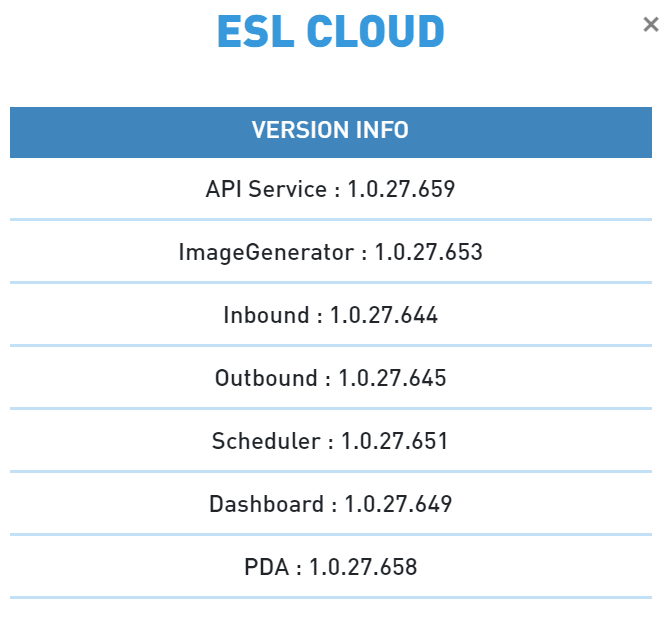 ESL CLOUD
×
VERSION INFO
API Service : 1.0.27.659
ImageGenerator : 1.0.27.653
Inbound : 1.0.27.644
Outbound : 1.0.27.645
Scheduler : 1.0.27.651
Dashboard : 1.0.27.649
PDA : 1.0.27.658